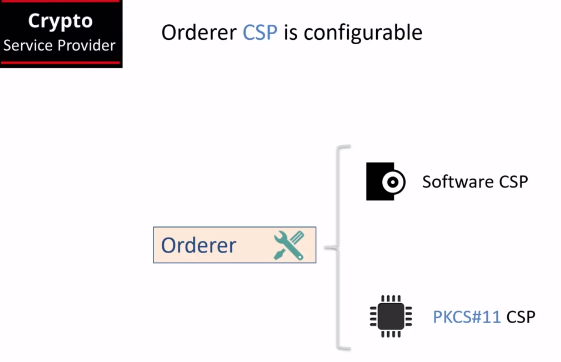 Crypto
Service Provider
Orderer CSP is configurable
Software CSP
Orderer
PKCS#11 CSP